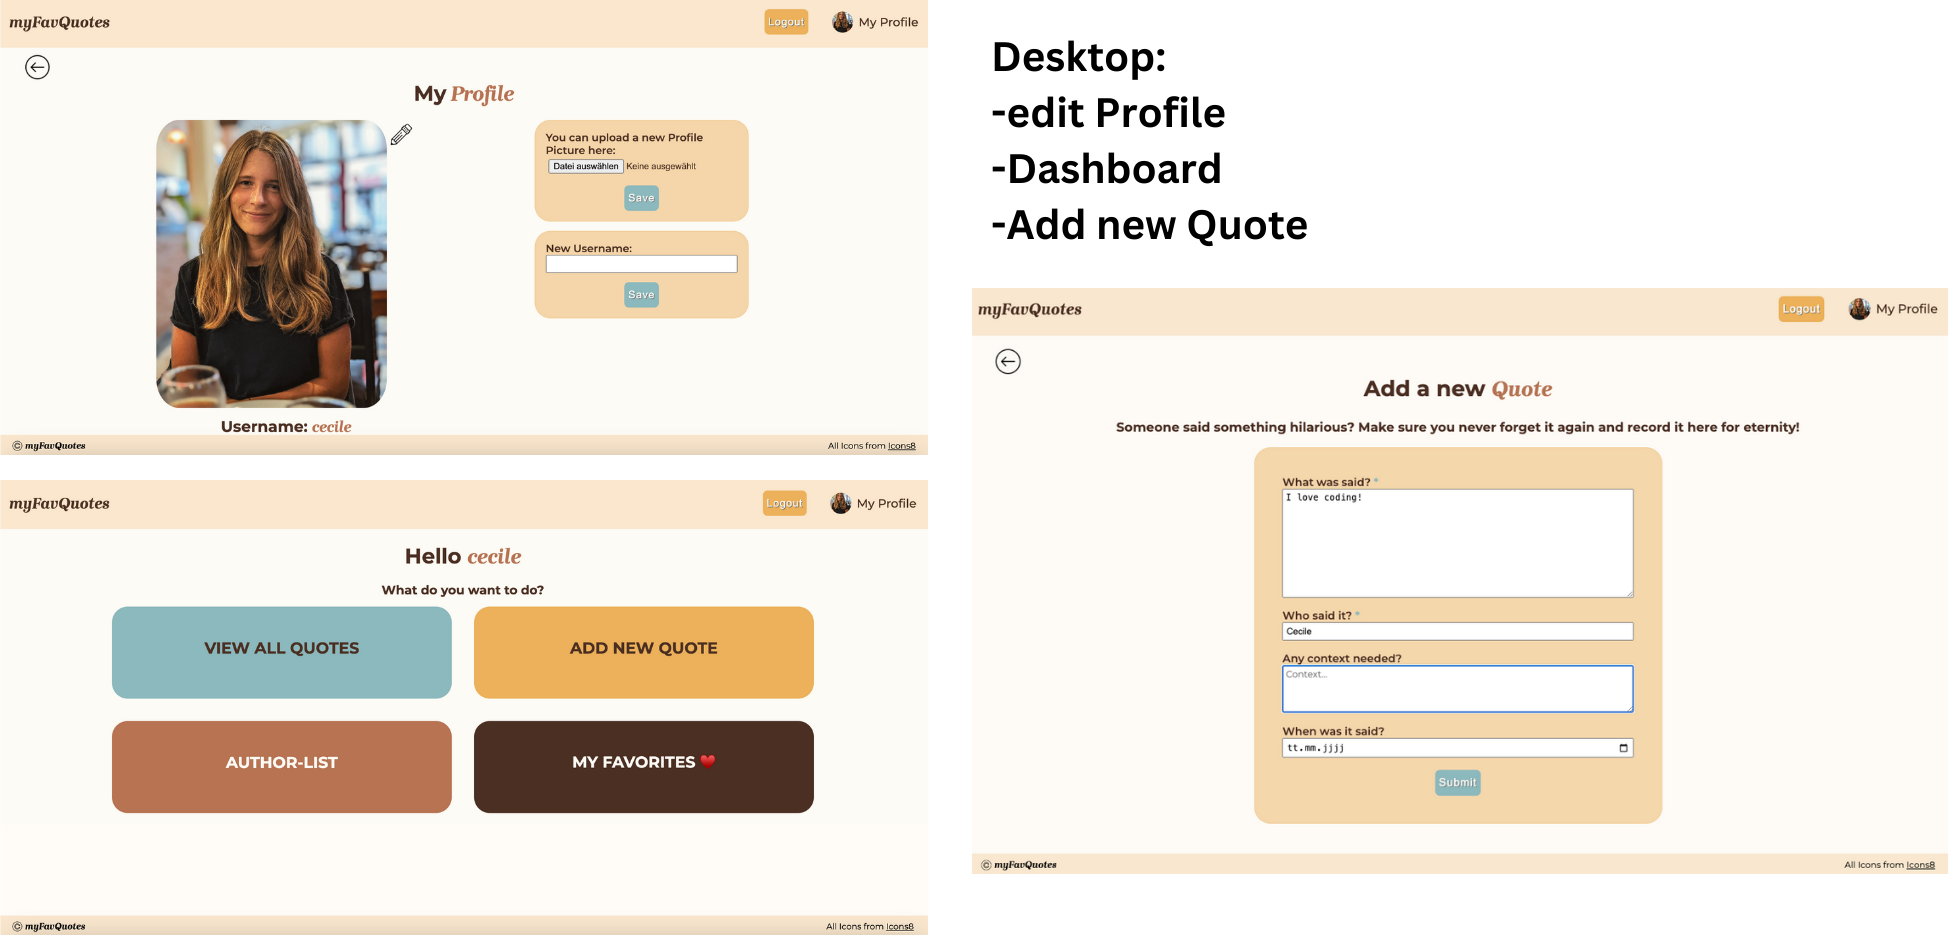 myFavQuotes
Logout
My Profile
My Profile
You can upload a new Profile
Picture here:
Datei auswählen Keine ausgewählt
Save
New Username:
Save
Username: cecile
© myFavQuotes
All Icons from Icons8
Desktop:
-edit Profile
-Dashboard
-Add new Quote
myFavQuotes
Logout
My Profile
Hello cecile
What do you want to do?
VIEW ALL QUOTES
ADD NEW QUOTE
AUTHOR-LIST
MY FAVORITES ♥
© myFavQuotes
All Icons from Icons8
myFavQuotes
Logout
My Profile
Add a new Quote
Someone said something hilarious? Make sure you never forget it again and record it here for eternity!
What was said? *
I love coding!
Who said it? *
Cecile
Any context needed?
Context...
When was it said?
tt.mm.jjjj
Submit
© myFavQuotes
All Icons from Icons8